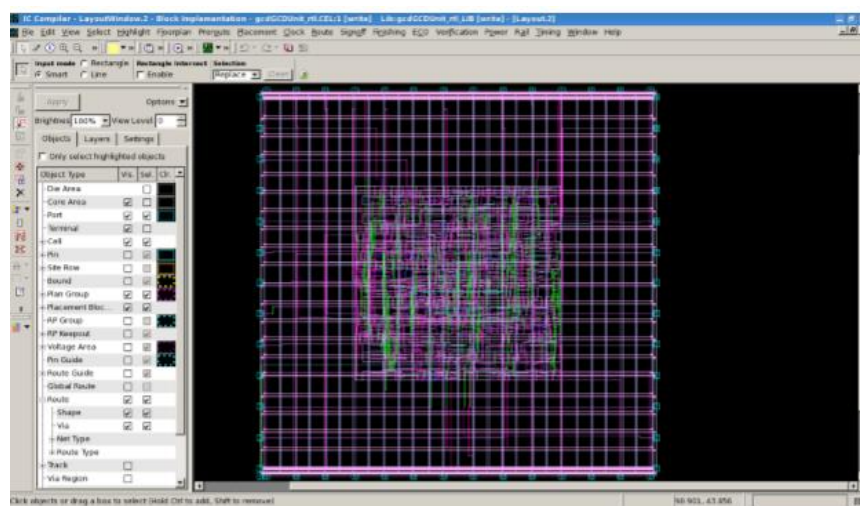 IC Compiler - LayoutWindow.2 - Block Implementation - gcdGCDUnit_rtl.CEL;1 [write] Lib:gcdGCDUnit_rtl_LIB [write] - [Layout.2]
File Edit View Select Highlight Floorplan Preroute Placement Clock Route Signoff Finishing ECO Verification Power Rail Timing Window Help
Input mode Rectangle Rectangle Intersect Selection
Smart Line Enable Replace Clear
Apply Options
Brightness 100% View Level 0
Objects Layers Settings
Only select highlighted objects
Object Type Vis. Sel. Clr.
Die Area
Core Area
Port
Terminal
Cell
Pin
Site Row
Bound
Plan Group
Placement Bloc...
RP Group
RP Keepout
Voltage Area
Pin Guide
Route Guide
Global Route
Route
Shape
Via
Net Type
Route Type
Track
Via Region
Click objects or drag a box to select (Hold Ctrl to add, Shift to remove)